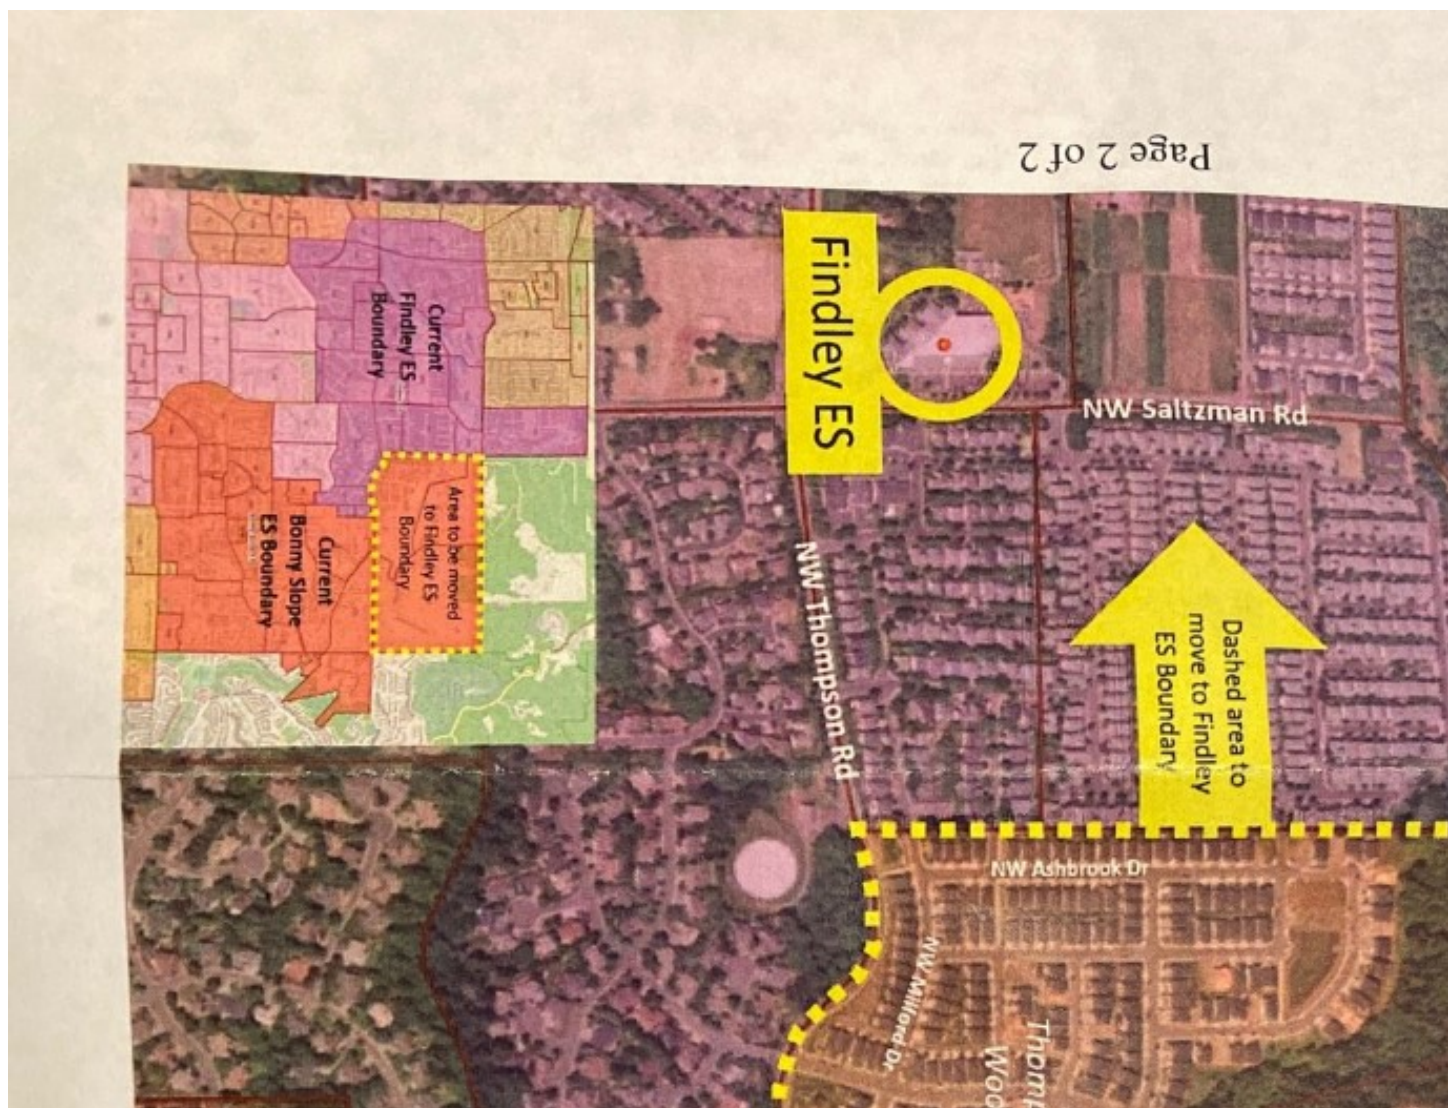 Page 2 of 2
Findley ES
NW Saltzman Rd
NW Thompson Rd
Dashed area to
move to Findley
ES Boundary
NW Ashbrook Dr
NW Milford Dr
Current
Findley ES
Boundary
Area to be moved
to Findley ES
Boundary
Current
Bonny Slope
ES Boundary